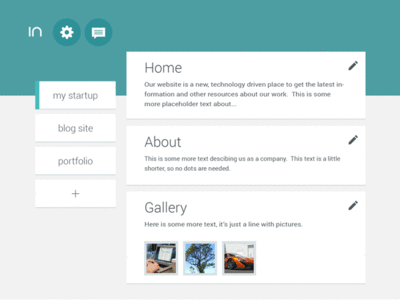 in
my startup
blog site
portfolio
+
Home
Our website is a new, technology driven place to get the latest in-
formation and other resources about our work. This is some
more placeholder text about...
About
This is some more text descibing us as a company. This text is a little
shorter, so no dots are needed.
Gallery
Here is some more text, it's just a line with pictures.